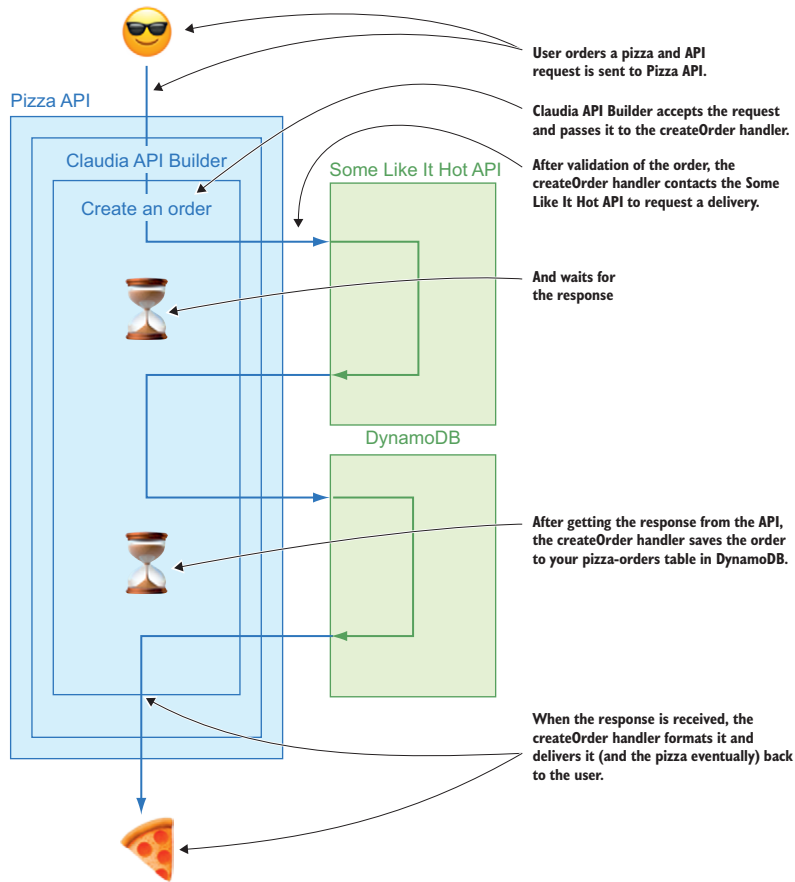 User orders a pizza and API
request is sent to Pizza API.
Pizza API
Claudia API Builder accepts the request
and passes it to the createOrder handler.
Claudia API Builder
Some Like It Hot API
After validation of the order, the
createOrder handler contacts the Some
Like It Hot API to request a delivery.
Create an order
And waits for
the response
DynamoDB
After getting the response from the API,
the createOrder handler saves the order
to your pizza-orders table in DynamoDB.
When the response is received, the
createOrder handler formats it and
delivers it (and the pizza eventually) back
to the user.